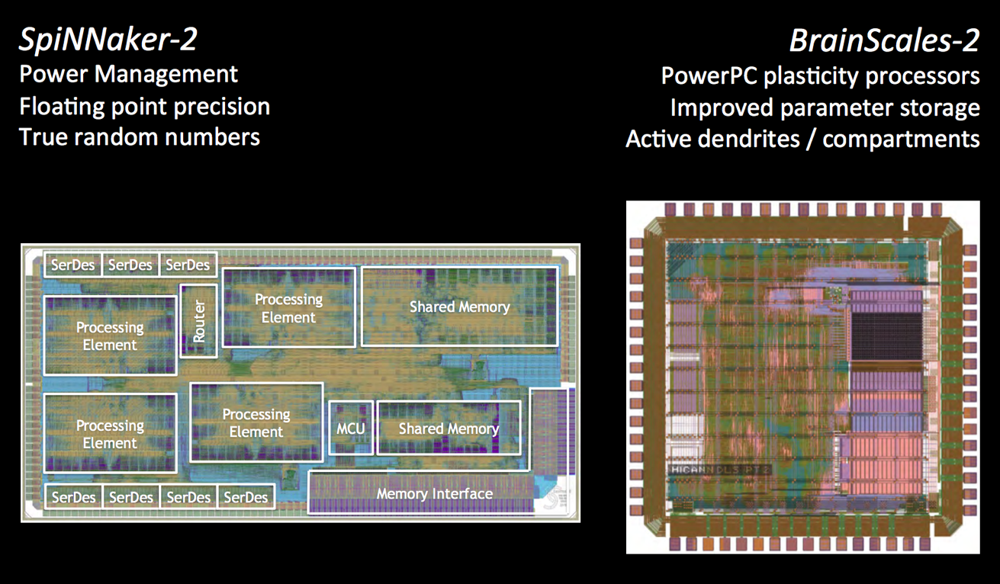 SpiNNaker-2
Power Management
Floating point precision
True random numbers
BrainScales-2
PowerPC plasticity processors
Improved parameter storage
Active dendrites / compartments
SerDes
SerDes
SerDes
Processing
Element
Router
Processing
Element
Shared Memory
Processing
Element
Processing
Element
MCU
Shared Memory
SerDes
SerDes
SerDes
SerDes
Memory Interface
HICANN DLS PT2